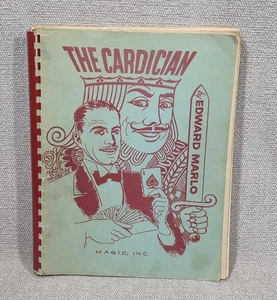 THE CARDICIAN
by EDWARD MARLO
A
MAGIC, INC.